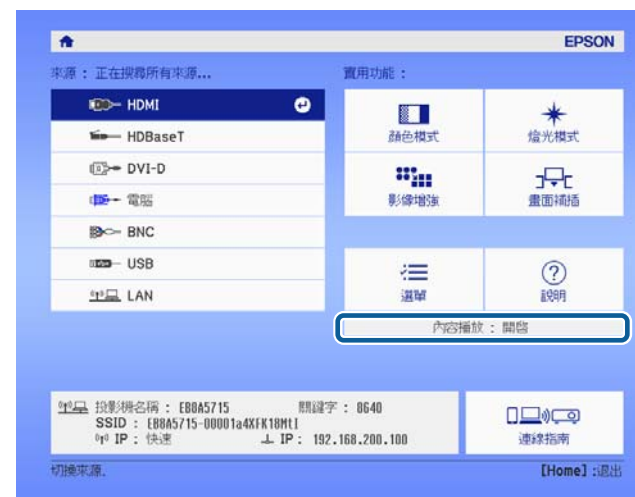 EPSON
來源：正在搜尋所有來源...
實用功能：
HDMI
HDBaseT
DVI-D
電腦
BNC
USB
LAN
顏色模式
燈光模式
影像增強
畫面補插
選單
說明
內容播放：開啟
投影機名稱：EB8A5715 關鍵字：8640
SSID：EB8A5715-00001a4XFK18MtI
IP：快速 IP：192.168.200.100
連線指南
切換來源.
[Home] :退出